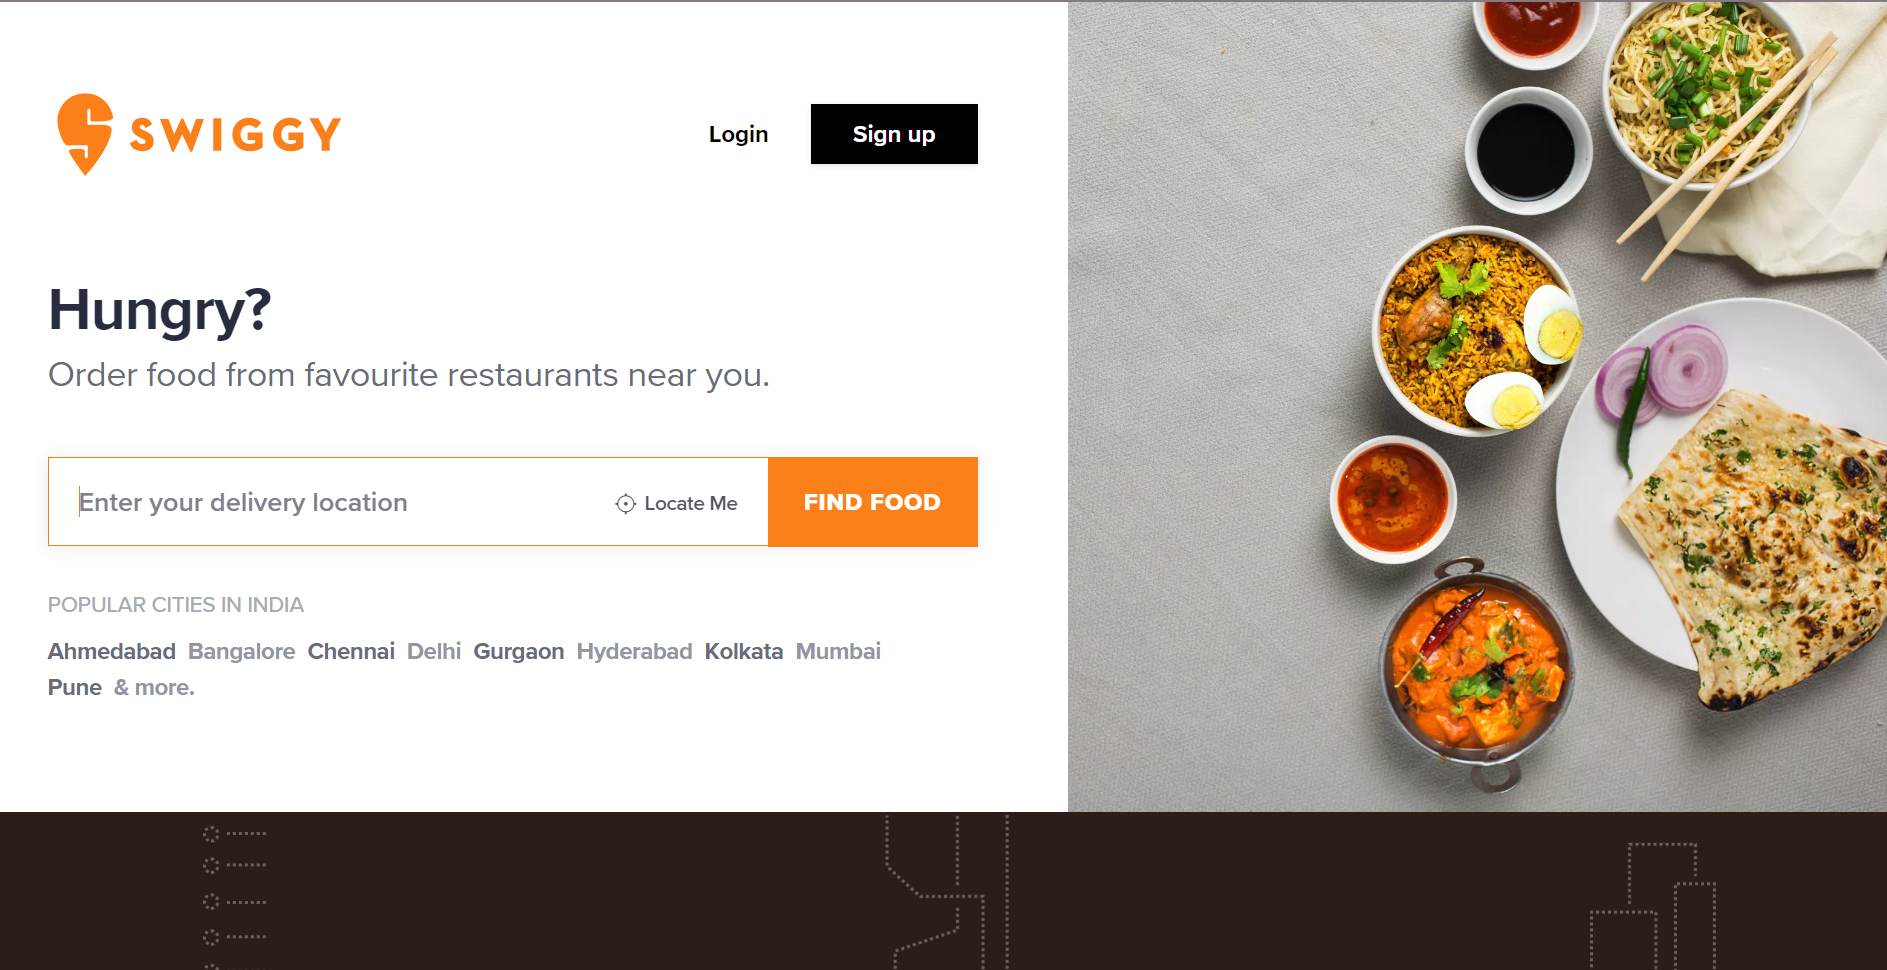 SWIGGY
Login
Sign up
Hungry?
Order food from favourite restaurants near you.
Enter your delivery location
Locate Me
FIND FOOD
POPULAR CITIES IN INDIA
Ahmedabad Bangalore Chennai Delhi Gurgaon Hyderabad Kolkata Mumbai
Pune & more.